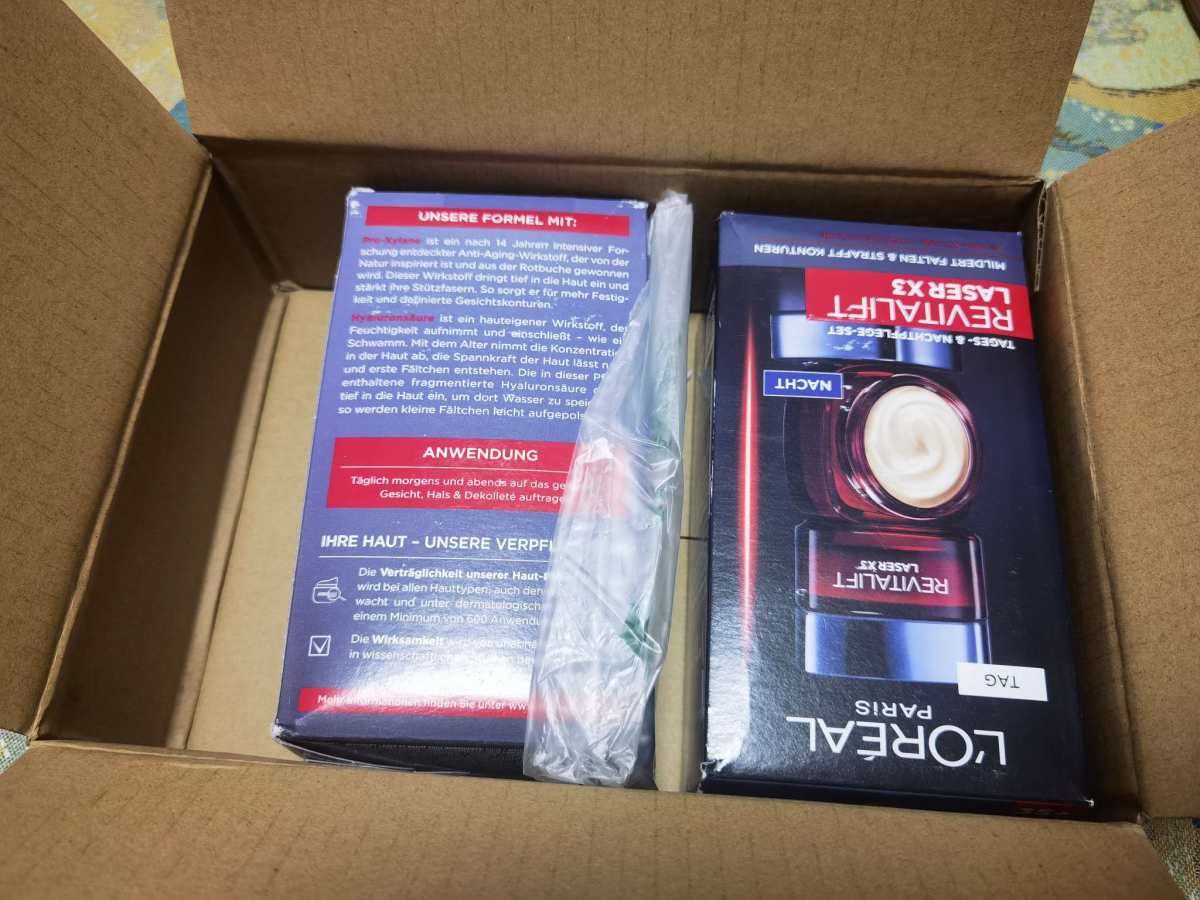 UNSERE FORMEL MIT:
Pro-Xylane ist ein nach 14 Jahren intensiver For-
schung entdeckter Anti-Aging-Wirkstoff, der von der
Natur inspiriert ist und aus der Rotbuche gewonnen
wird. Dieser Wirkstoff dringt tief in die Haut ein und
stärkt ihre Stützfasern. So sorgt er für mehr Festig-
keit und definierte Gesichtskonturen.
Hyaluronsäure ist ein hauteigener Wirkstoff, der
Feuchtigkeit aufnimmt und einschließt – wie ein
Schwamm. Mit dem Alter nimmt die Konzentratio
in der Haut ab, die Spannkraft der Haut lässt n
und erste Fältchen entstehen. Die in dieser
enthaltene fragmentierte Hyaluronsäure
tief in die Haut ein, um dort Wasser zu
so werden kleine Fältchen leicht aufgepols
ANWENDUNG
Täglich morgens und abends auf das
Gesicht, Hals & Dekolleté auftrage
IHRE HAUT – UNSERE VERPFL
Die Verträglichkeit unserer Haut-
wird bei allen Hauttypen, auch den
wacht und unter dermatologisch
einem Minimum von 600 Anwendu
Die Wirksamkeit wird von unabhä
in wissenschaftlichen
Mehr Informationen finden Sie unter www.
L'ORÉAL
PARIS
TAG
REVITALIFT
LASER X3
NACHT
TAGES- & NACHTPFLEGE-SET
REVITALIFT
LASER X3
MILDERT FALTEN & STRAFFT KONTUREN